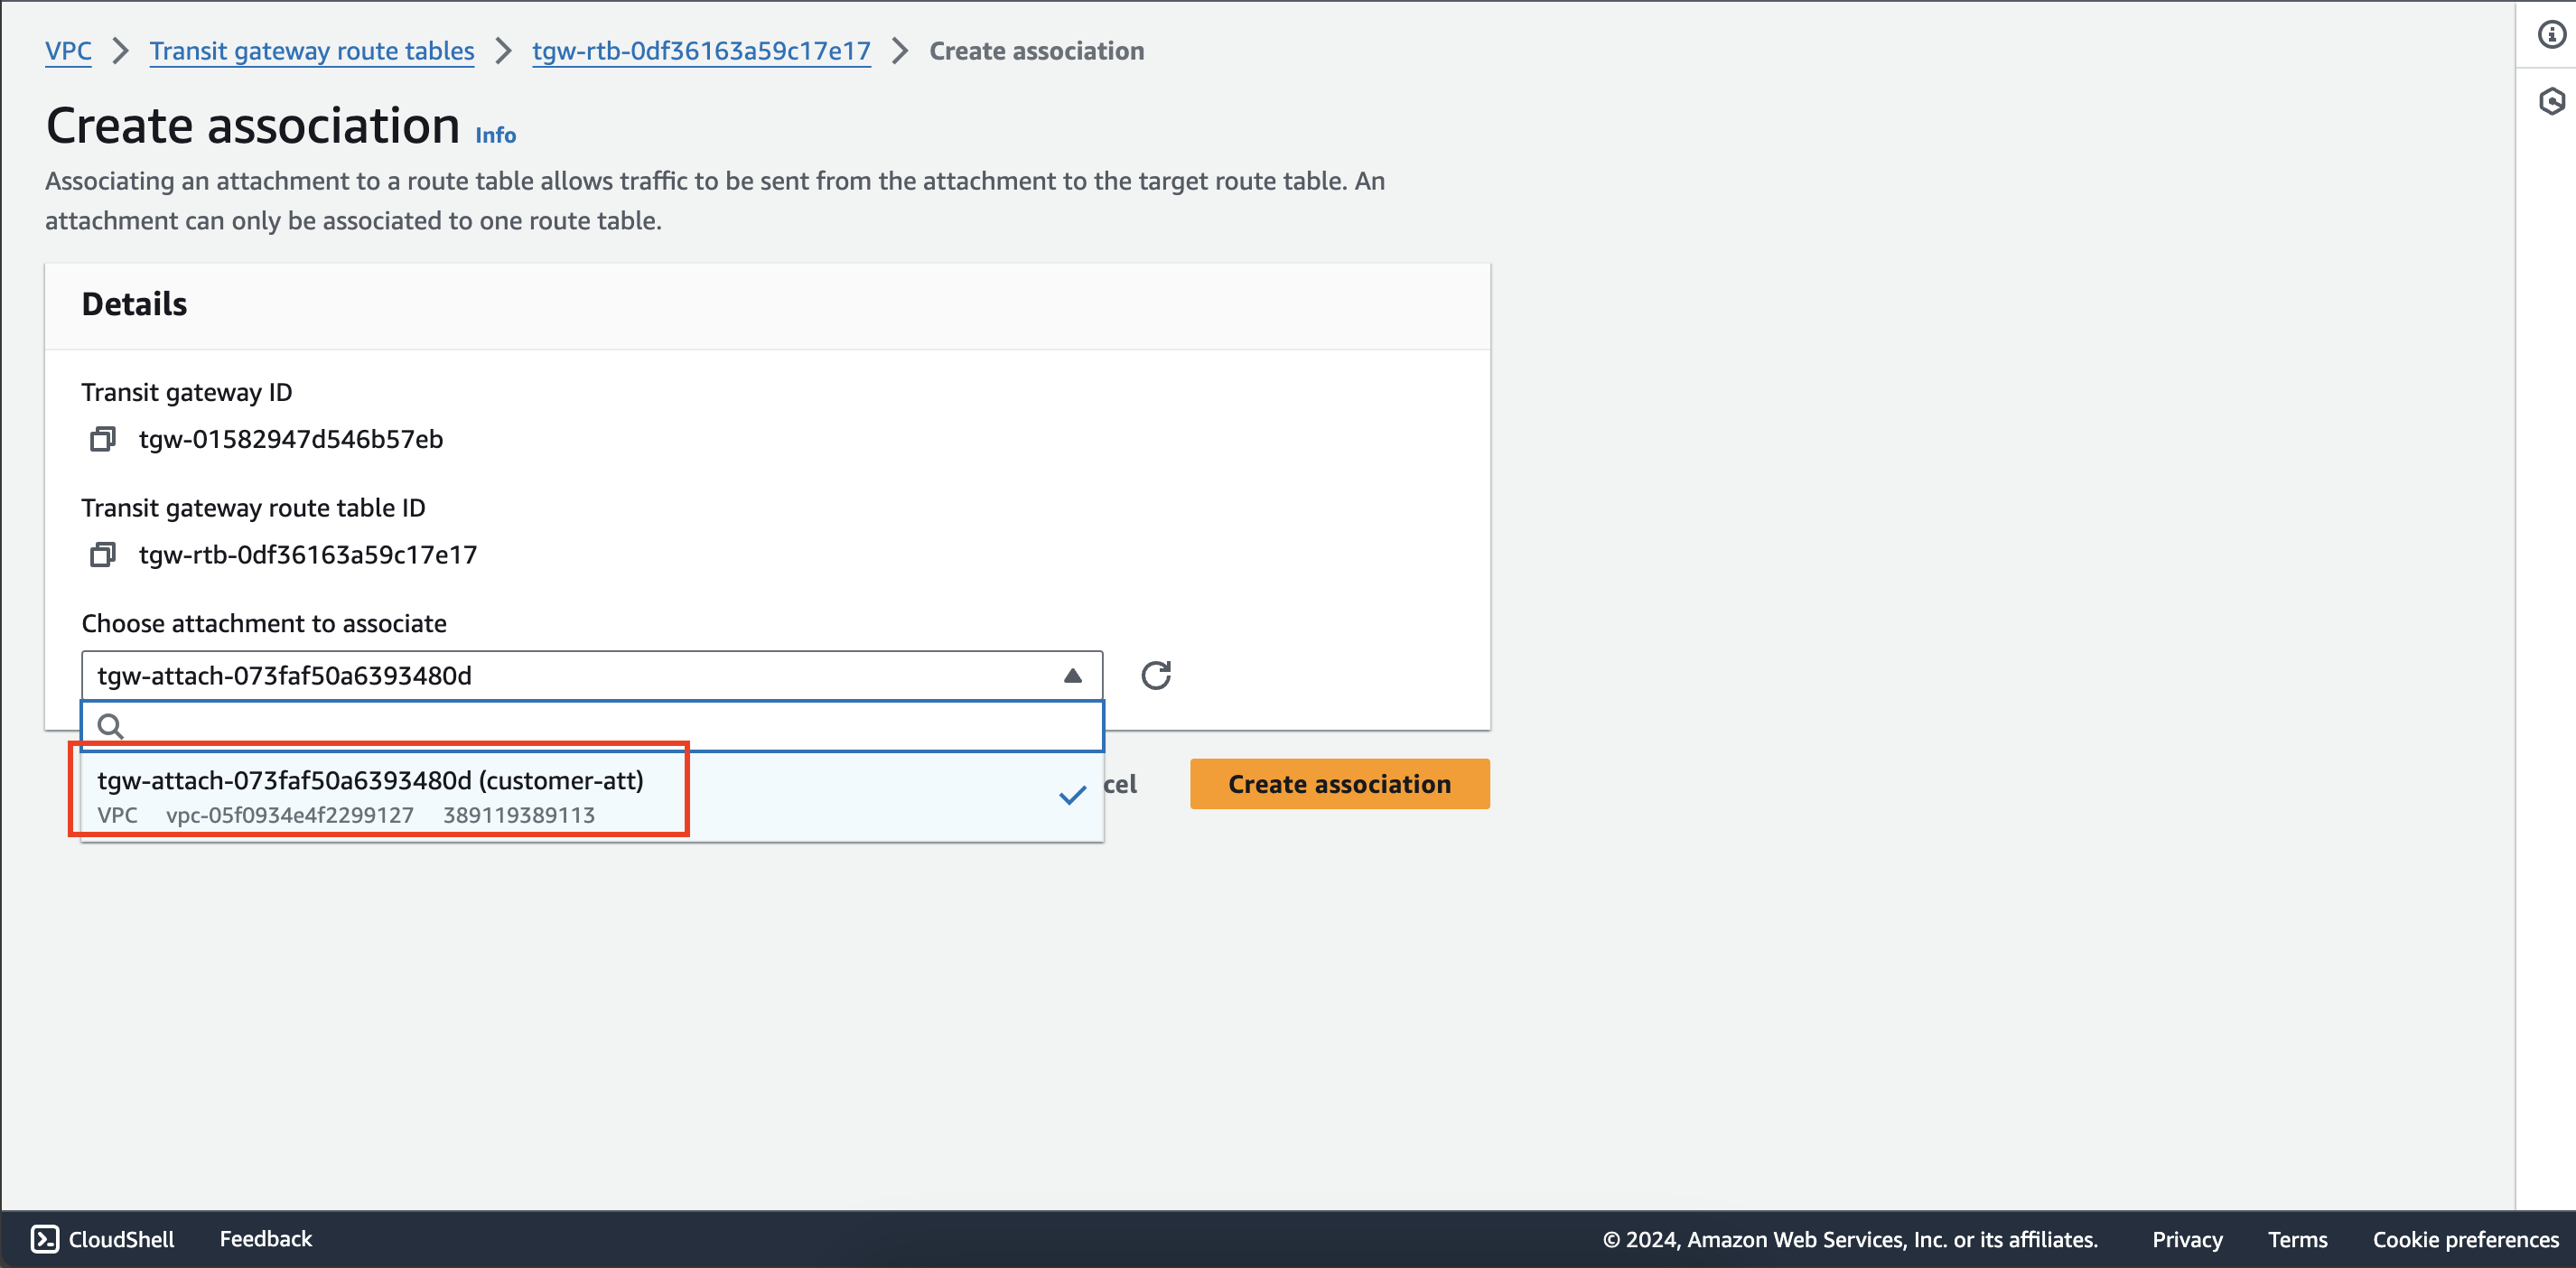 VPC > Transit gateway route tables > tgw-rtb-0df36163a59c17e17 > Create association
Create association Info
Associating an attachment to a route table allows traffic to be sent from the attachment to the target route table. An
attachment can only be associated to one route table.
Details
Transit gateway ID
tgw-01582947d546b57eb
Transit gateway route table ID
tgw-rtb-0df36163a59c17e17
Choose attachment to associate
tgw-attach-073faf50a6393480d
tgw-attach-073faf50a6393480d (customer-att)
VPC vpc-05f0934e4f2299127 389119389113
cel
Create association
CloudShell Feedback © 2024, Amazon Web Services, Inc. or its affiliates. Privacy Terms Cookie preferences